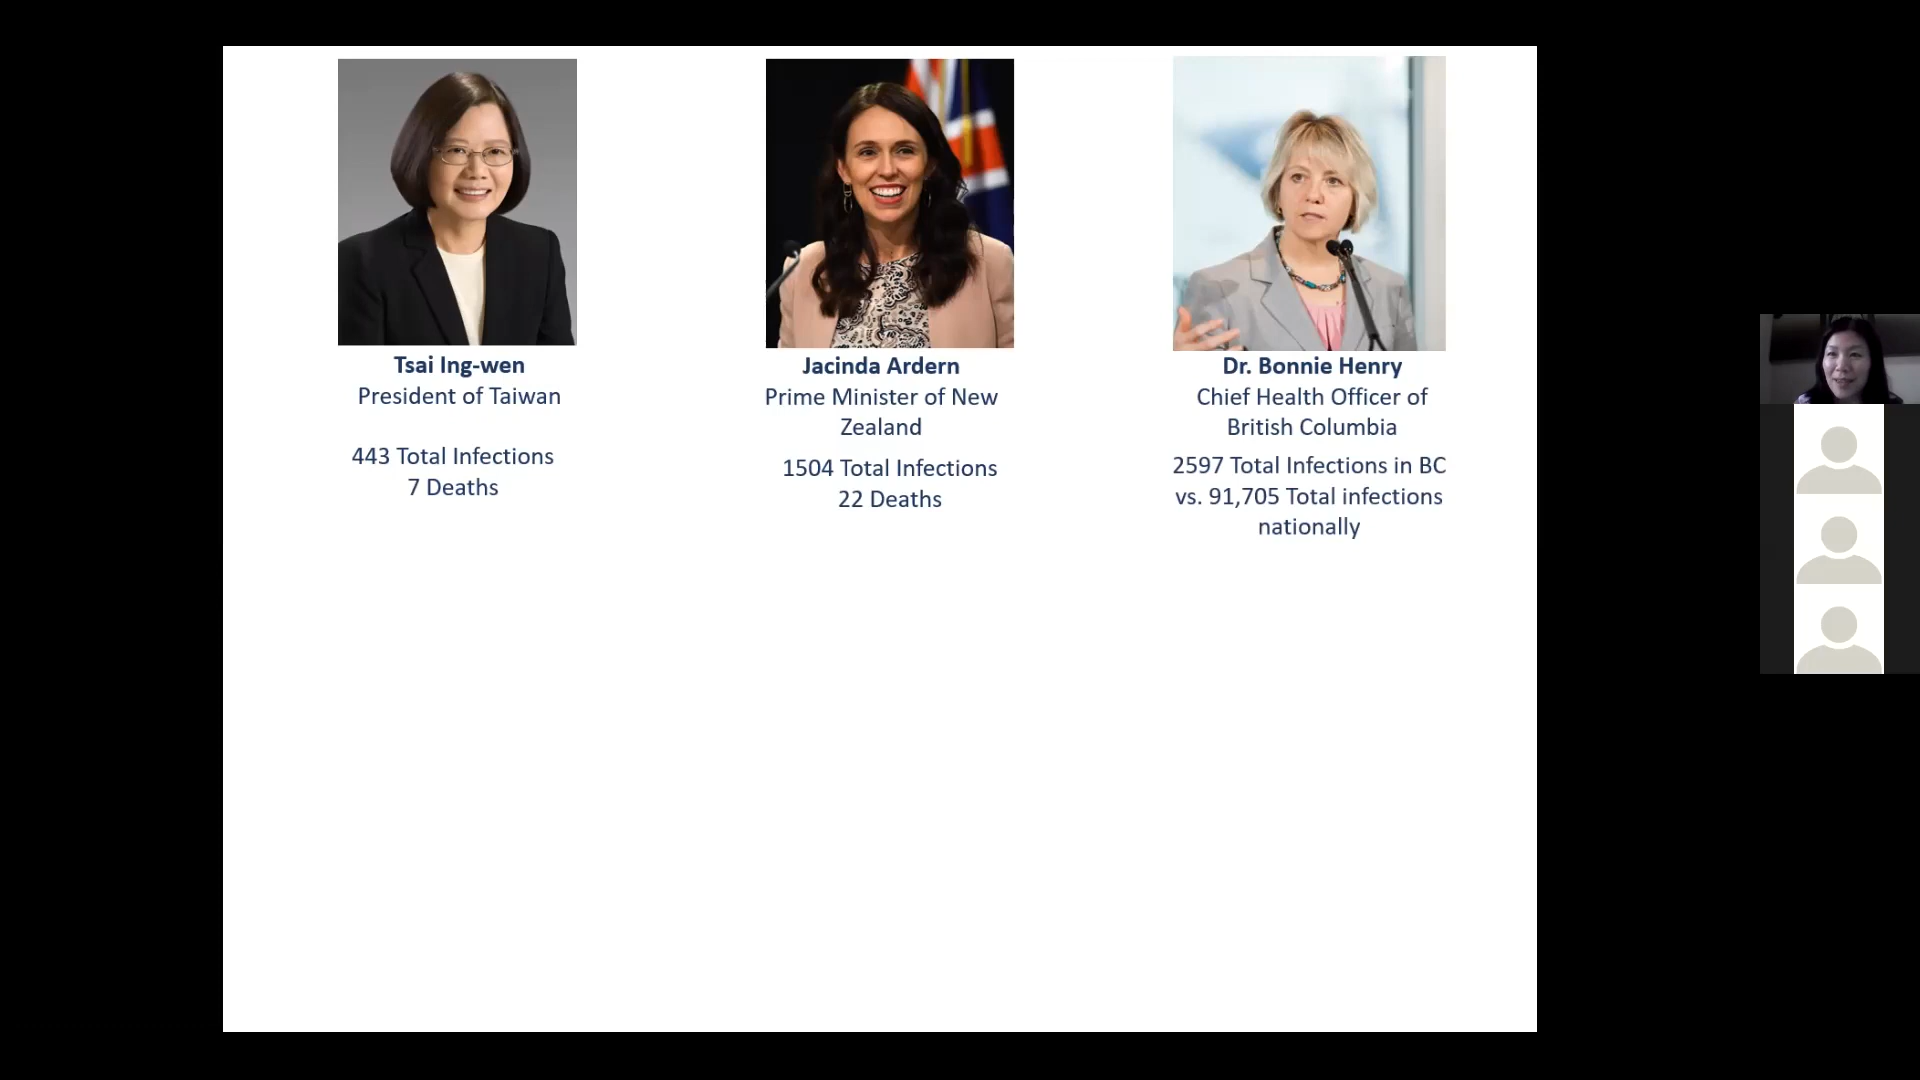 Tsai Ing-wen
President of Taiwan
443 Total Infections
7 Deaths
Jacinda Ardern
Prime Minister of New
Zealand
1504 Total Infections
22 Deaths
Dr. Bonnie Henry
Chief Health Officer of
British Columbia
2597 Total Infections in BC
vs. 91,705 Total infections
nationally